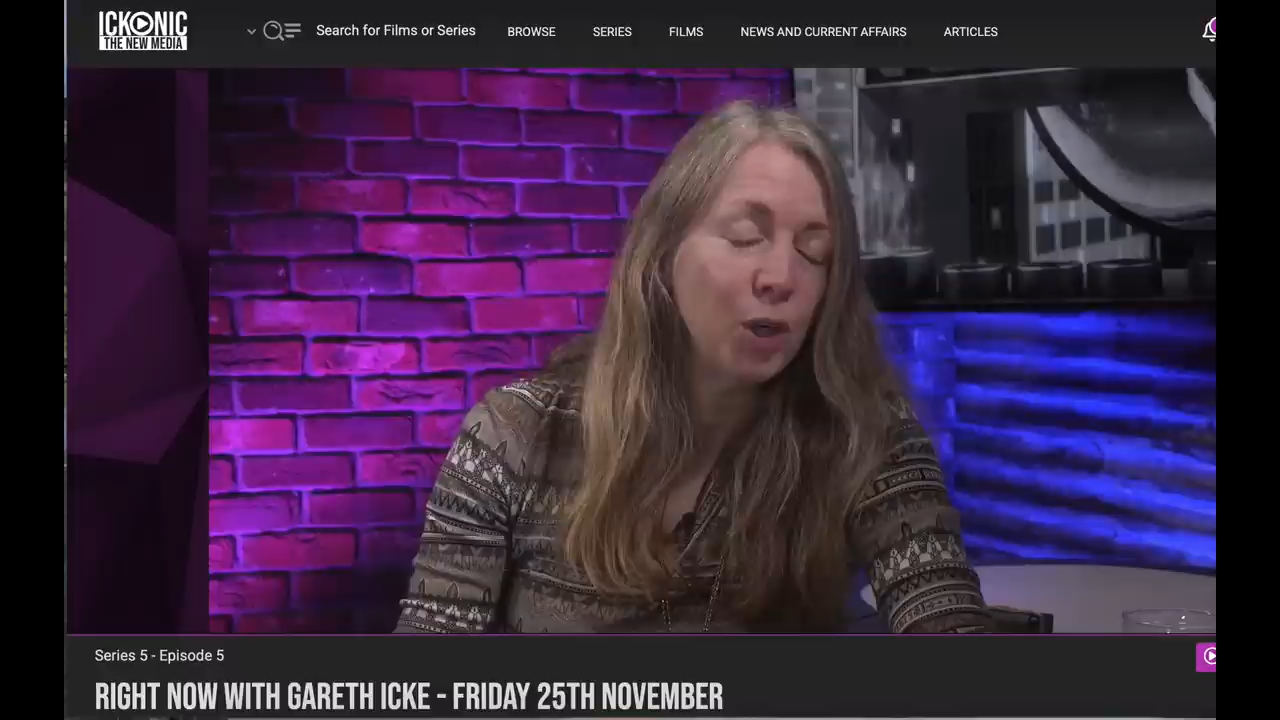 ICKONIC
THE NEW MEDIA
Search for Films or Series
BROWSE
SERIES
FILMS
NEWS AND CURRENT AFFAIRS
ARTICLES
Series 5 - Episode 5
RIGHT NOW WITH GARETH ICKE - FRIDAY 25TH NOVEMBER